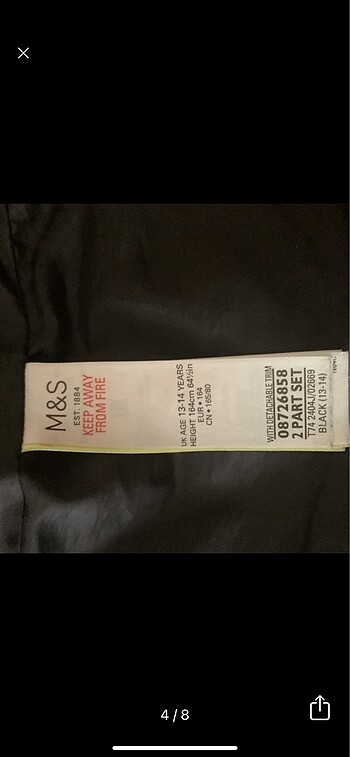 M&S
EST. 1884
KEEP AWAY
FROM FIRE
UK AGE 13-14 YEARS
HEIGHT 164cm 64½in
EUR • 164
CN • 165/80
WITH DETACHABLE TRIM
08726858
2 PART SET
T74 2404J/02669
BLACK (13-14)
4 / 8